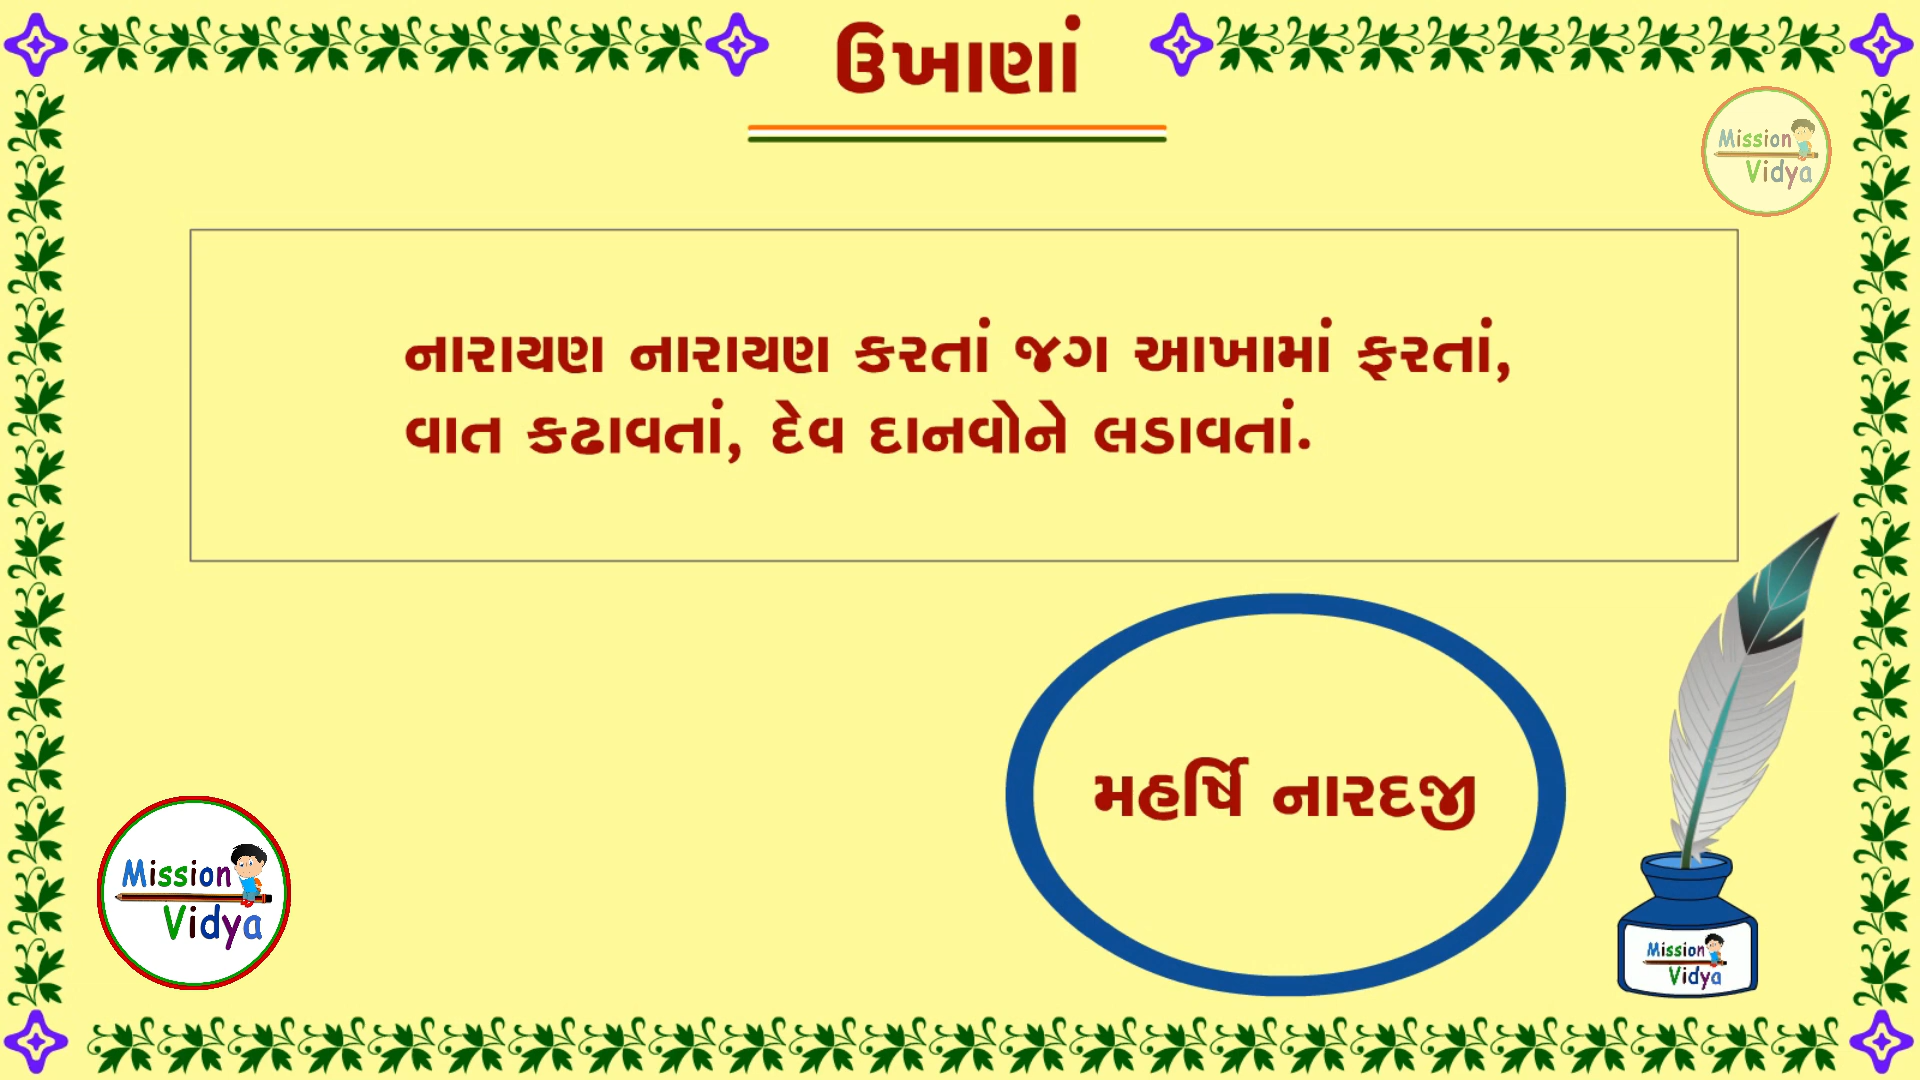 ઉખાણાં
Mission
Vidya
નારાયણ નારાયણ કરતાં જગ આખામાં ફરતાં,
વાત કઢાવતાં, દેવ દાનવોને લડાવતાં.
મહર્ષિ નારદજી
Mission
Vidya
Mission
Vidya